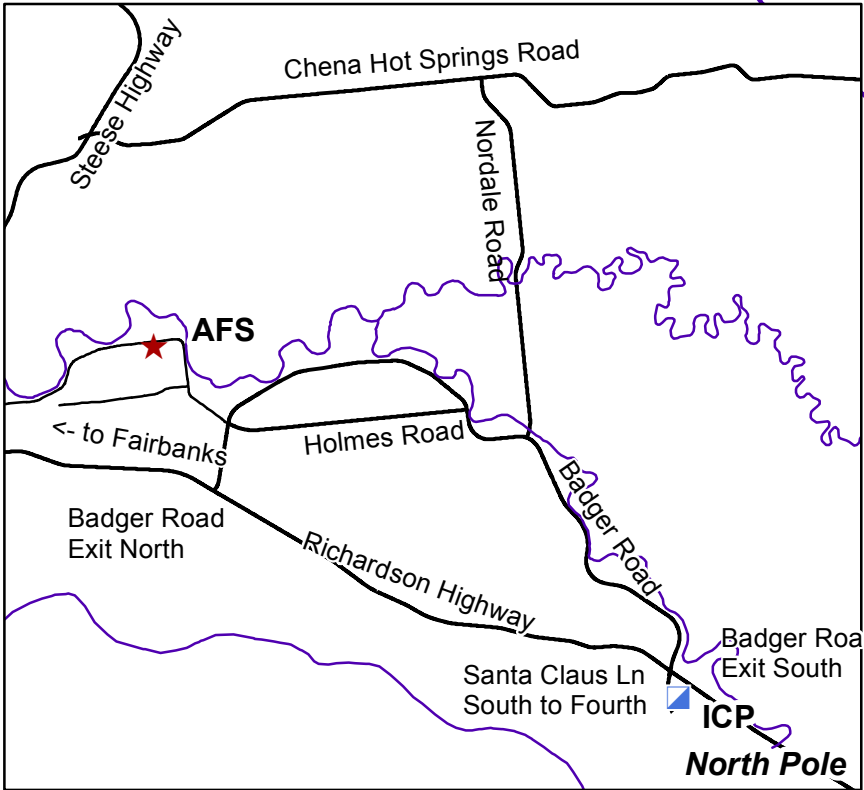 Steese Highway
Chena Hot Springs Road
Nordale Road
AFS
<- to Fairbanks
Holmes Road
Badger Road
Exit North
Richardson Highway
Badger Road
Badger Roa
Exit South
Santa Claus Ln
South to Fourth
ICP
North Pole